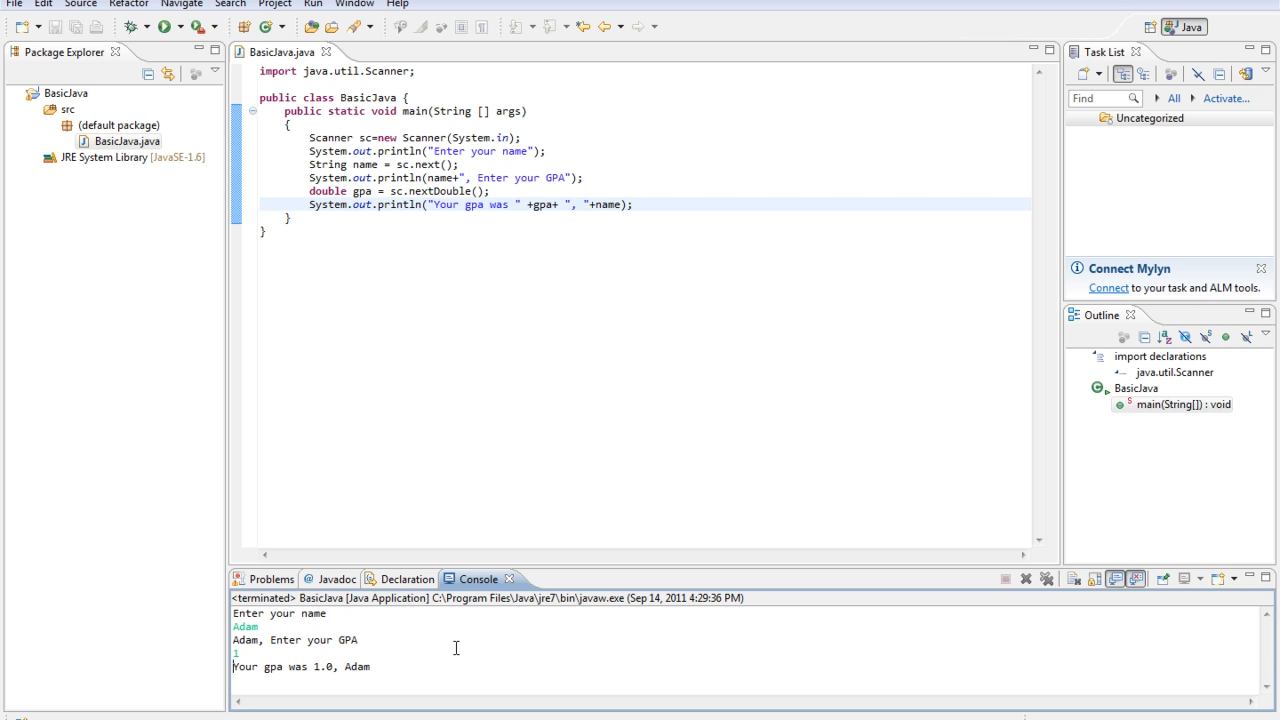 File Edit Source Refactor Navigate Search Project Run Window Help
Java
Package Explorer
BasicJava
src
(default package)
BasicJava.java
JRE System Library [JavaSE-1.6]
BasicJava.java
import java.util.Scanner;
public class BasicJava {
public static void main(String [] args)
{
Scanner sc=new Scanner(System.in);
System.out.println("Enter your name");
String name = sc.next();
System.out.println(name+", Enter your GPA");
double gpa = sc.nextDouble();
System.out.println("Your gpa was " +gpa+ ", "+name);
}
}
Task List
Find All Activate...
Uncategorized
Connect Mylyn
Connect to your task and ALM tools.
Outline
import declarations
java.util.Scanner
BasicJava
main(String[]) : void
Problems Javadoc Declaration Console
<terminated> BasicJava [Java Application] C:\Program Files\Java\jre7\bin\javaw.exe (Sep 14, 2011 4:29:36 PM)
Enter your name
Adam
Adam, Enter your GPA
1
Your gpa was 1.0, Adam